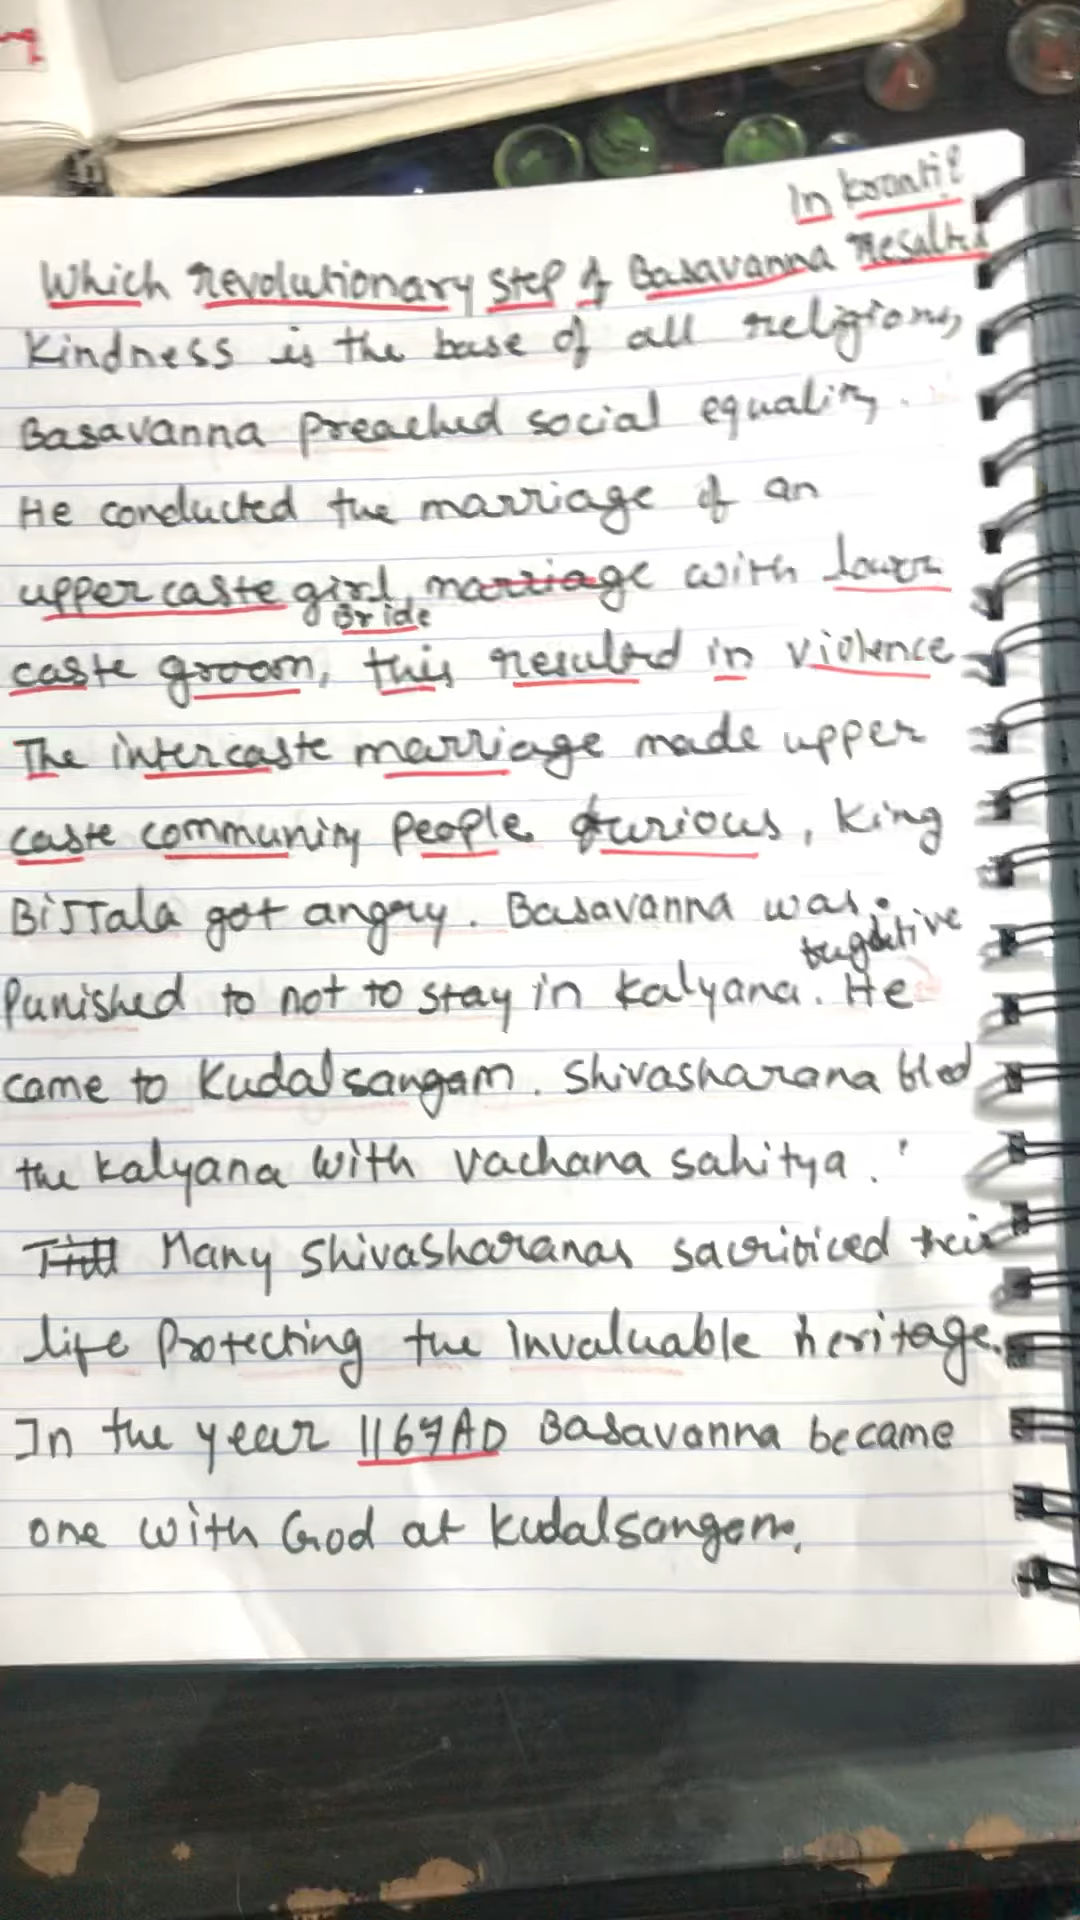 In krantil
Which revolutionary step of Basavanna resulted
Kindness is the base of all religions,
Basavanna preached social equality.
He conducted the marriage of an
upper caste girl, marriage with lower
Bride
caste groom, this resulted in violence
The intercaste marriage made upper
caste community people furious, King
BiJJala got angry. Basavanna was.
fugitive
Punished to not to stay in Kalyana. He
came to Kudalsangam. Shivasharana
the Kalyana with Vachana sahitya.
Many Shivasharanas sacrificed their
life protecting the invaluable heritage.
In the year 1167AD Basavanna became
one with God at Kudalsangam.